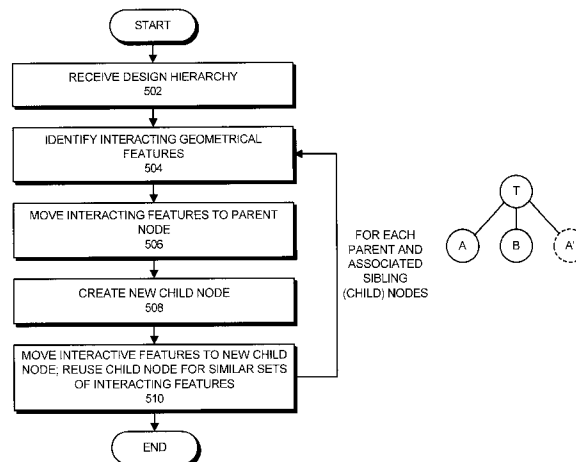 START
RECEIVE DESIGN HIERARCHY
502
IDENTIFY INTERACTING GEOMETRICAL
FEATURES
504
MOVE INTERACTING FEATURES TO PARENT
NODE
506
CREATE NEW CHILD NODE
508
MOVE INTERACTIVE FEATURES TO NEW CHILD
NODE; REUSE CHILD NODE FOR SIMILAR SETS
OF INTERACTING FEATURES
510
END
FOR EACH
PARENT AND
ASSOCIATED
SIBLING
(CHILD) NODES
T
A
B
A'